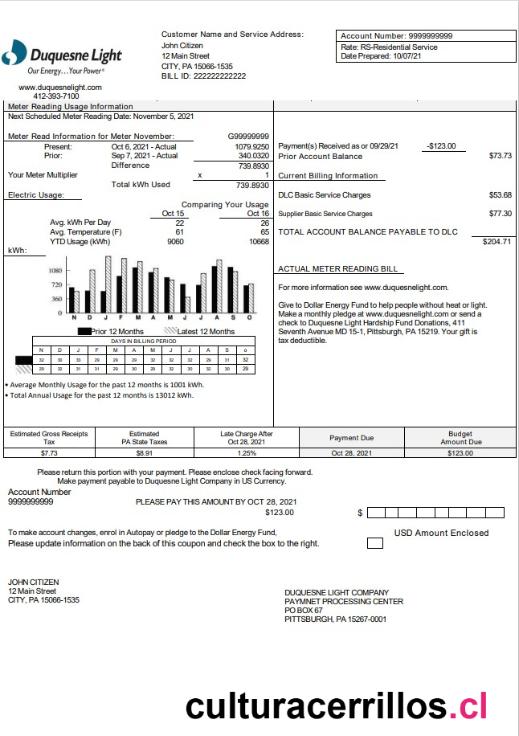 Duquesne Light
Our Energy...Your Power®
www.duquesnelight.com
412-393-7100
Customer Name and Service Address:
John Citizen
12 Main Street
CITY, PA 15066-1535
BILL ID: 222222222222
Account Number: 9999999999
Rate: RS-Residential Service
Date Prepared: 10/07/21
Meter Reading Usage Information
Next Scheduled Meter Reading Date: November 5, 2021
Meter Read Information for Meter November: G99999999
Present: Oct 6, 2021 - Actual 1079.9250
Prior: Sep 7, 2021 - Actual 340.0320
Difference 739.8930
Your Meter Multiplier x 1
Total kWh Used 739.8930
Electric Usage:
Comparing Your Usage
Oct 15 Oct 16
Avg. kWh Per Day 22 26
Avg. Temperature (F) 61 65
YTD Usage (kWh) 9060 10668
kWh:
1080
729
360
0
N D J F M A M J J A S O
Prior 12 Months Latest 12 Months
DAYS IN BILLING PERIOD
N D J F M A M J J A S o
32 30 33 29 29 31 30 29 29 29 31 32
29 32 31 32 30 29 32 30 29 32 30 29
• Average Monthly Usage for the past 12 months is 1001 kWh.
• Total Annual Usage for the past 12 months is 13012 kWh.
Payment(s) Received as or 09/29/21 -$123.00
Prior Account Balance $73.73
Current Billing Information
DLC Basic Service Charges $53.68
Supplier Basic Service Charges $77.30
TOTAL ACCOUNT BALANCE PAYABLE TO DLC
$204.71
ACTUAL METER READING BILL
For more information see www.duquesnelight.com.
Give to Dollar Energy Fund to help people without heat or light.
Make a monthly pledge at www.duquesnelight.com or send a
check to Duquesne Light Hardship Fund Donations, 411
Seventh Avenue MD 15-1, Pittsburgh, PA 15219. Your gift is
tax deductible.
Estimated Gross Receipts Tax Estimated PA State Taxes Late Charge After Oct 28, 2021 Payment Due Budget Amount Due
$7.73 $8.91 1.25% Oct 28, 2021 $123.00
Please return this portion with your payment. Please enclose check facing forward.
Make payment payable to Duquesne Light Company in US Currency.
Account Number
9999999999
PLEASE PAY THIS AMOUNT BY OCT 28, 2021
$123.00
$
USD Amount Enclosed
To make account changes, enrol in Autopay or pledge to the Dollar Energy Fund,
Please update information on the back of this coupon and check the box to the right.
JOHN CITIZEN
12 Main Street
CITY, PA 15066-1535
DUQUESNE LIGHT COMPANY
PAYMNET PROCESSING CENTER
PO BOX 67
PITTSBURGH, PA 15267-0001
culturacerrillos.cl